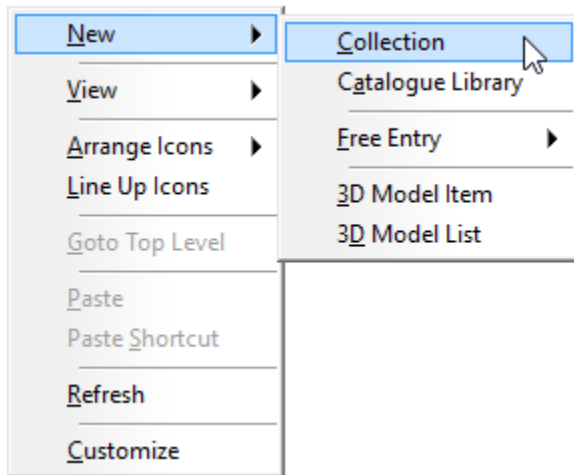 New
View
Arrange Icons
Line Up Icons
Goto Top Level
Paste
Paste Shortcut
Refresh
Customize
Collection
Catalogue Library
Free Entry
3D Model Item
3D Model List